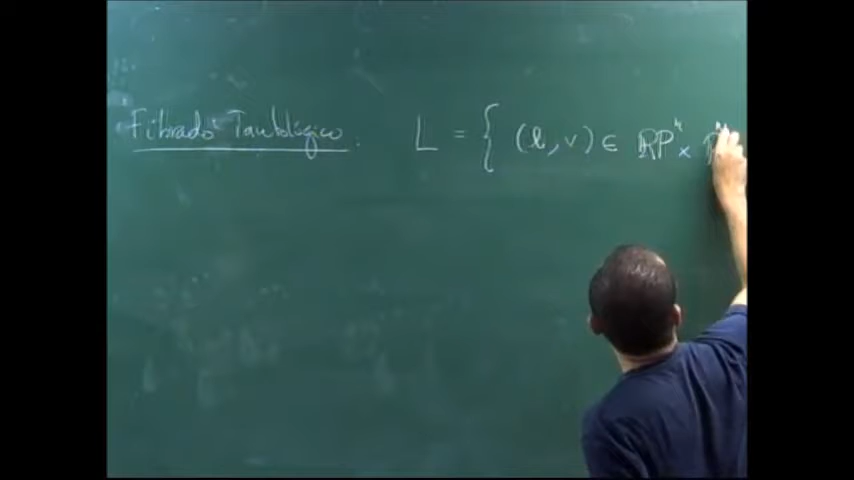 Fibrado Tautológico. L = { (l, v) ∈ ℝPⁿ × ℝ